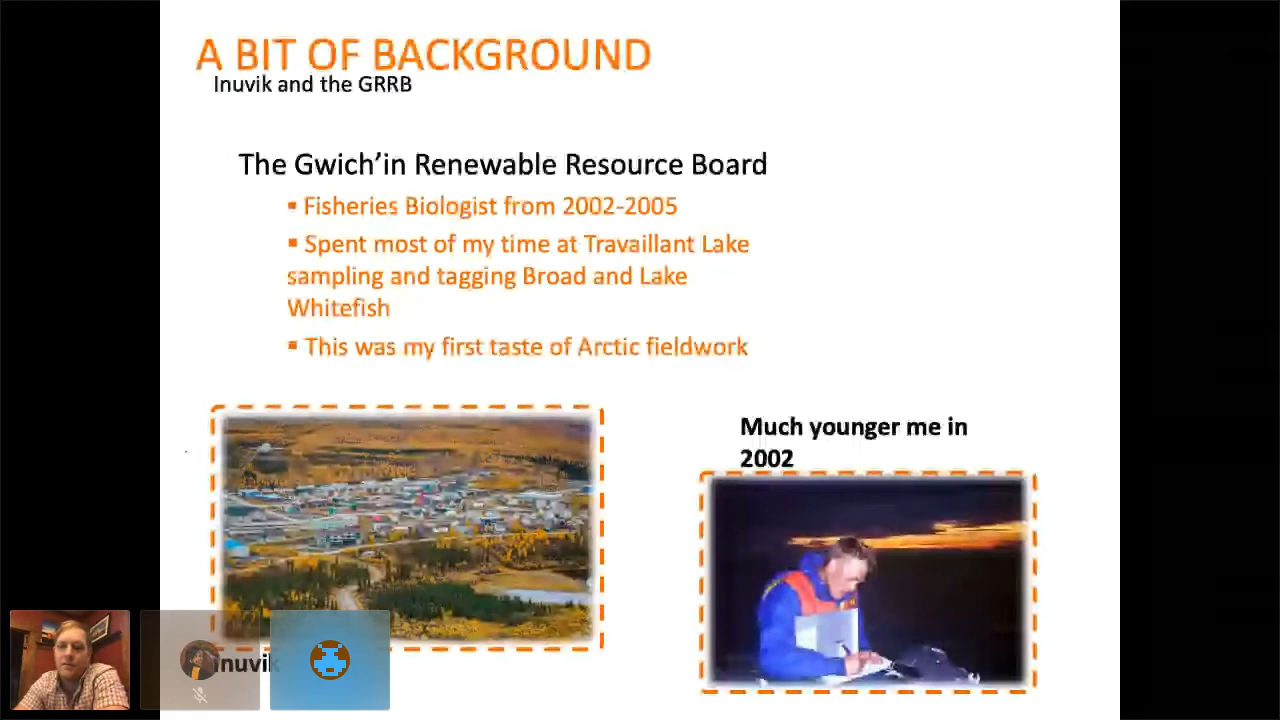 A BIT OF BACKGROUND
Inuvik and the GRRB
The Gwich’in Renewable Resource Board
▪ Fisheries Biologist from 2002-2005
▪ Spent most of my time at Travaillant Lake
sampling and tagging Broad and Lake
Whitefish
▪ This was my first taste of Arctic fieldwork
Much younger me in
2002
Inuvik